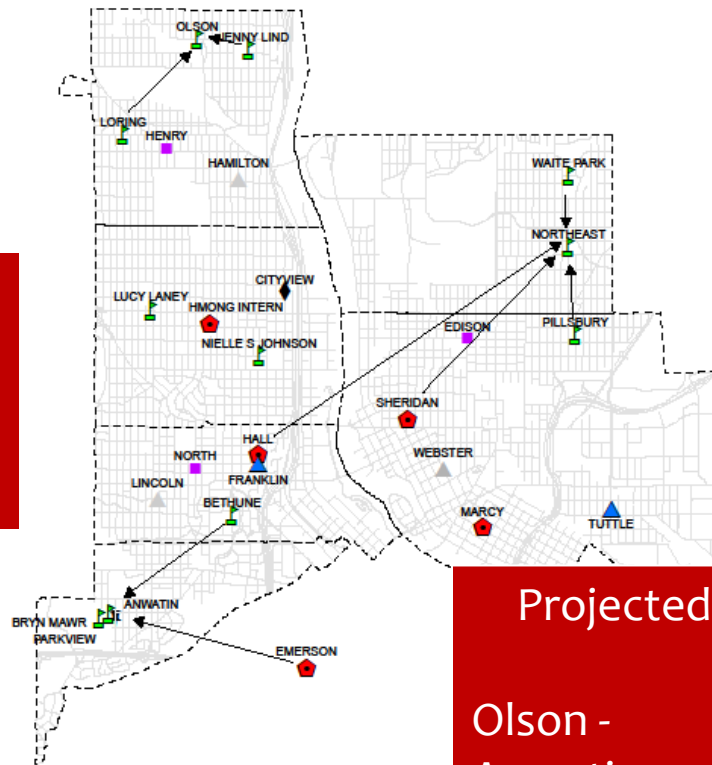 OLSON
JENNY LIND
LORING
HENRY
HAMILTON
WAITE PARK
NORTHEAST
CITYVIEW
LUCY LANEY
HMONG INTERN
NIELLE S JOHNSON
EDISON
PILLSBURY
SHERIDAN
HALL
NORTH
WEBSTER
LINCOLN
FRANKLIN
BETHUNE
MARCY
TUTTLE
ANWATIN
BRYN MAWR
PARKVIEW
EMERSON
Projected
Olson -